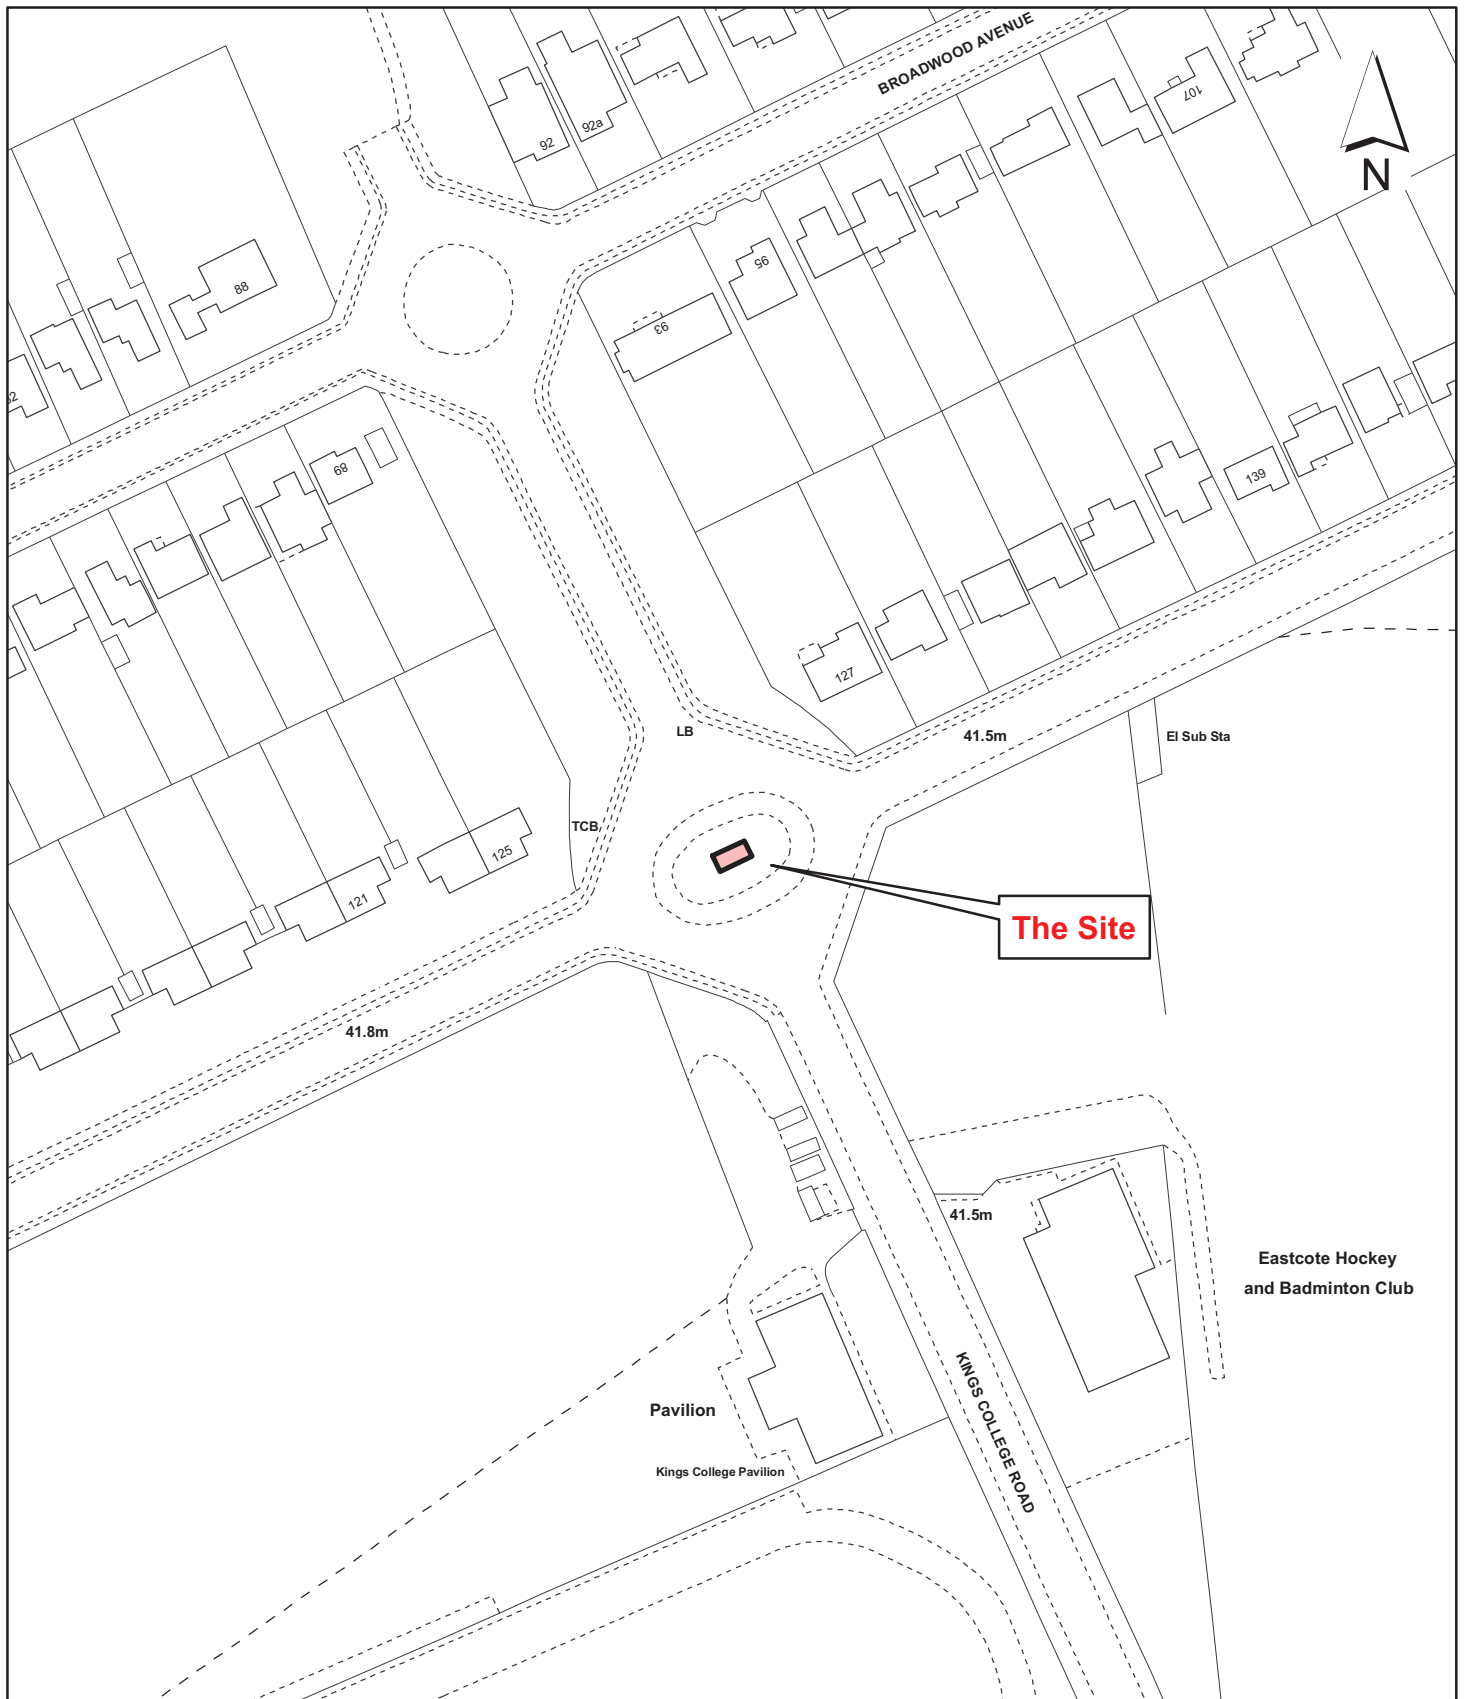 BROADWOOD AVENUE
107
92
92a
N
95
88
93
68
139
127
LB
41.5m
El Sub Sta
TCB
125
121
The Site
41.8m
41.5m
Eastcote Hockey
and Badminton Club
KINGS COLLEGE ROAD
Pavilion
Kings College Pavilion